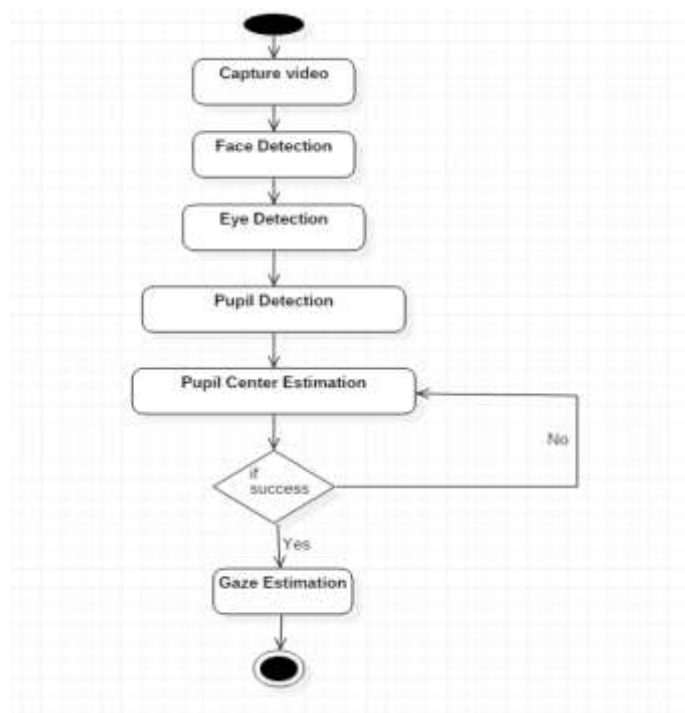 Capture video
Face Detection
Eye Detection
Pupil Detection
Pupil Center Estimation
No
if
success
Yes
Gaze Estimation